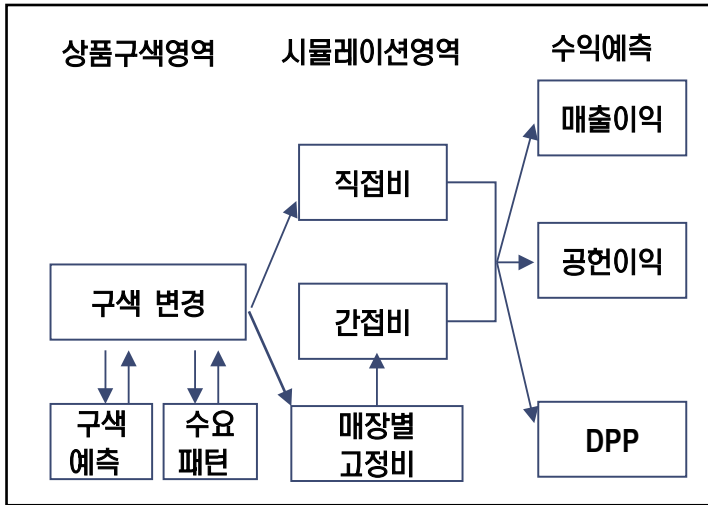 상품구색영역
시뮬레이션영역
수익예측
매출이익
직접비
공헌이익
구색 변경
간접비
구색
예측
수요
패턴
매장별
고정비
DPP